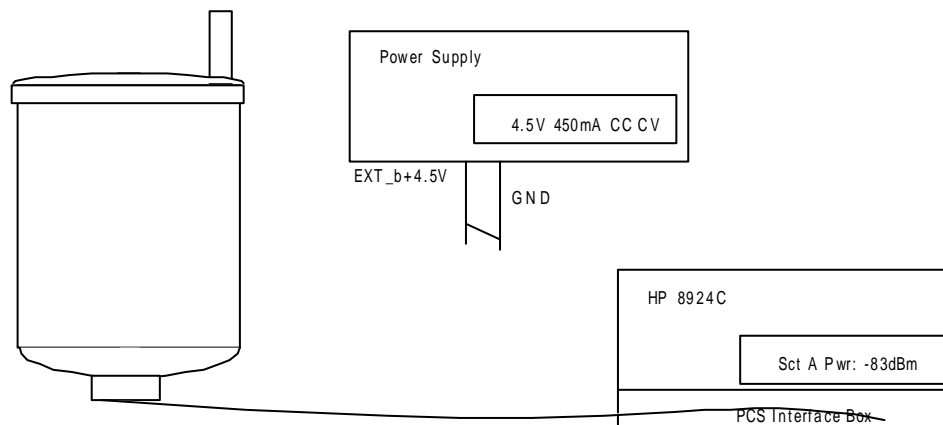 Power Supply
4.5V 450mA CC CV
EXT_b+4.5V
GND
HP 8924C
Sct A Pwr: -83dBm
PCS Interface Box